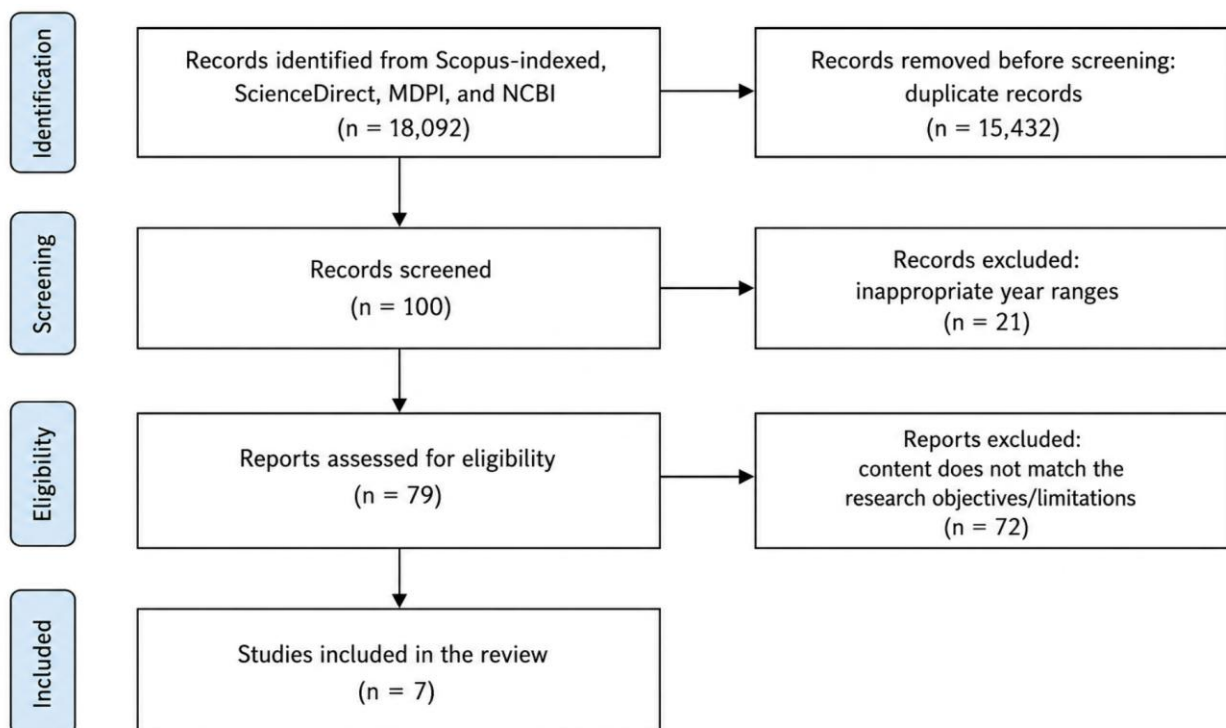 Identification
Records identified from Scopus-indexed,
ScienceDirect, MDPI, and NCBI
(n = 18,092)
Records removed before screening:
duplicate records
(n = 15,432)
Screening
Records screened
(n = 100)
Records excluded:
inappropriate year ranges
(n = 21)
Eligibility
Reports assessed for eligibility
(n = 79)
Reports excluded:
content does not match the
research objectives/limitations
(n = 72)
Included
Studies included in the review
(n = 7)